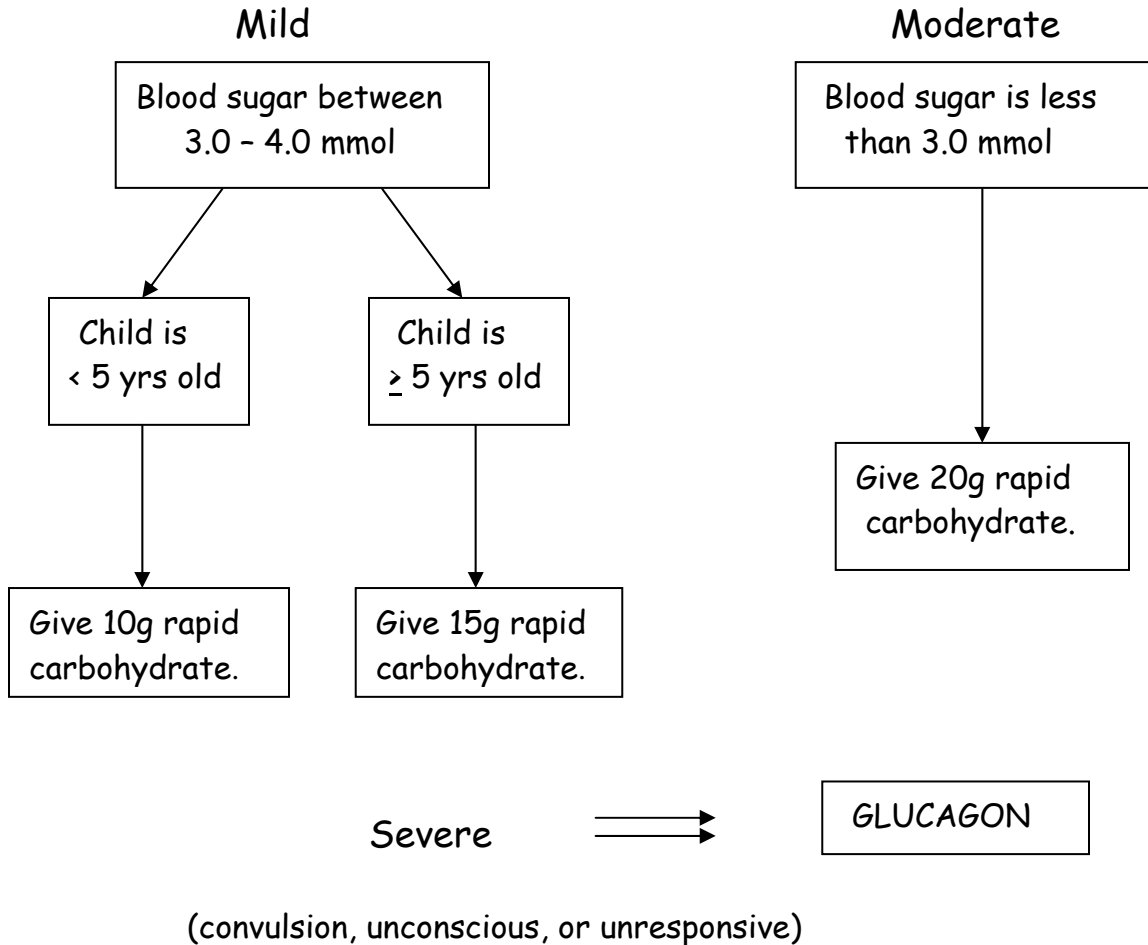 Mild
Blood sugar between
3.0 – 4.0 mmol
Child is
< 5 yrs old
Child is
≥ 5 yrs old
Give 10g rapid
carbohydrate.
Give 15g rapid
carbohydrate.
Moderate
Blood sugar is less
than 3.0 mmol
Give 20g rapid
carbohydrate.
Severe
GLUCAGON
(convulsion, unconscious, or unresponsive)